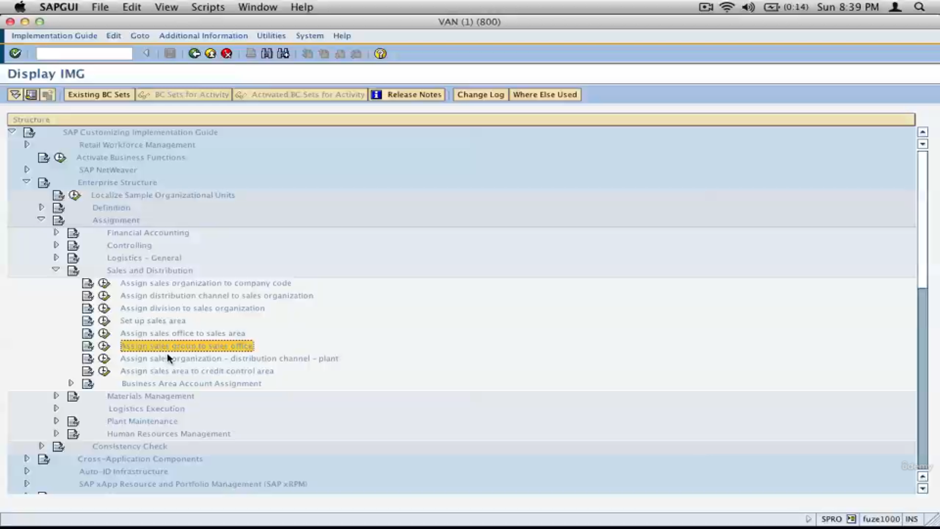 SAPGUI File Edit View Scripts Window Help (0:14) Sun 8:39 PM
VAN (1) (800)
Implementation Guide Edit Goto Additional Information Utilities System Help
Display IMG
Existing BC Sets BC Sets for Activity Activated BC Sets for Activity Release Notes Change Log Where Else Used
Structure
SAP Customizing Implementation Guide
Retail Workforce Management
Activate Business Functions
SAP NetWeaver
Enterprise Structure
Localize Sample Organizational Units
Definition
Assignment
Financial Accounting
Controlling
Logistics - General
Sales and Distribution
Assign sales organization to company code
Assign distribution channel to sales organization
Assign division to sales organization
Set up sales area
Assign sales office to sales area
Assign sales group to sales office
Assign sales organization - distribution channel - plant
Assign sales area to credit control area
Business Area Account Assignment
Materials Management
Logistics Execution
Plant Maintenance
Human Resources Management
Consistency Check
Cross-Application Components
Auto-ID Infrastructure
SAP xApp Resource and Portfolio Management (SAP xRPM)
Udemy
SPRO fuze1000 INS